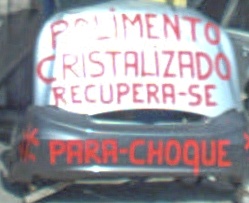 POLIMENTO
CRISTALIZADO
RECUPERA-SE
PARA-CHOQUE